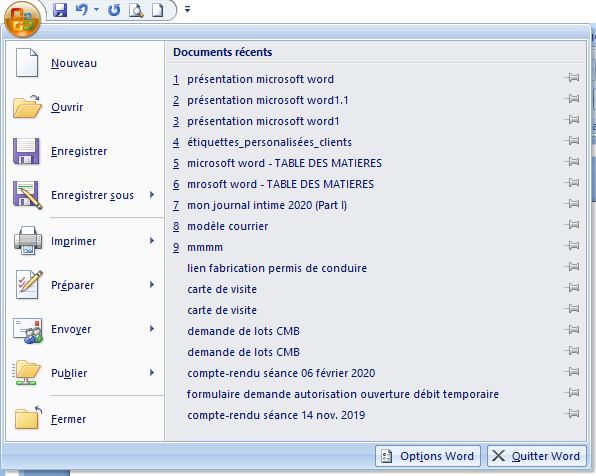 Documents récents
Nouveau
Ouvrir
Enregistrer
Enregistrer sous
Imprimer
Préparer
Envoyer
Publier
Fermer
1 présentation microsoft word
2 présentation microsoft word1.1
3 présentation microsoft word1
4 étiquettes_personalisées_clients
5 microsoft word - TABLE DES MATIERES
6 mrosoft word - TABLE DES MATIERES
7 mon journal intime 2020 (Part I)
8 modèle courrier
9 mmmm
lien fabrication permis de conduire
carte de visite
carte de visite
demande de lots CMB
demande de lots CMB
compte-rendu séance 06 février 2020
formulaire demande autorisation ouverture débit temporaire
compte-rendu séance 14 nov. 2019
Options Word
Quitter Word